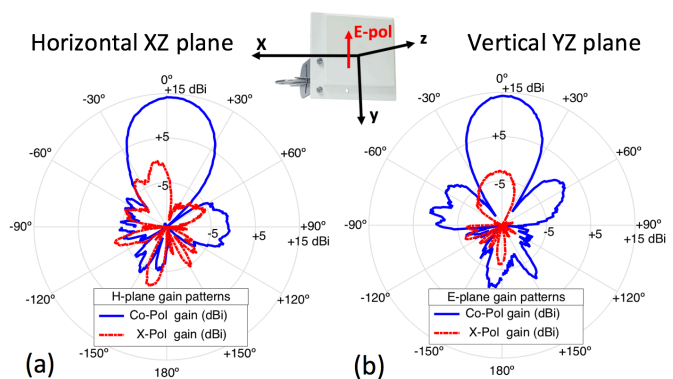 Horizontal XZ plane
X
E-pol
z
y
Vertical YZ plane
0º
+15 dBi
-30º
+30º
+5
-60º
+60º
-5
-90º
-5
+5
+90º
+15 dBi
-120º
+120º
H-plane gain patterns
Co-Pol gain (dBi)
X-Pol gain (dBi)
-150º
+150º
180º
(a)
0º
+15 dBi
-30º
+30º
+5
-60º
+60º
-5
-90º
-5
+5
+90º
+15 dBi
-120º
+120º
E-plane gain patterns
Co-Pol gain (dBi)
X-Pol gain (dBi)
-150º
+150º
180º
(b)